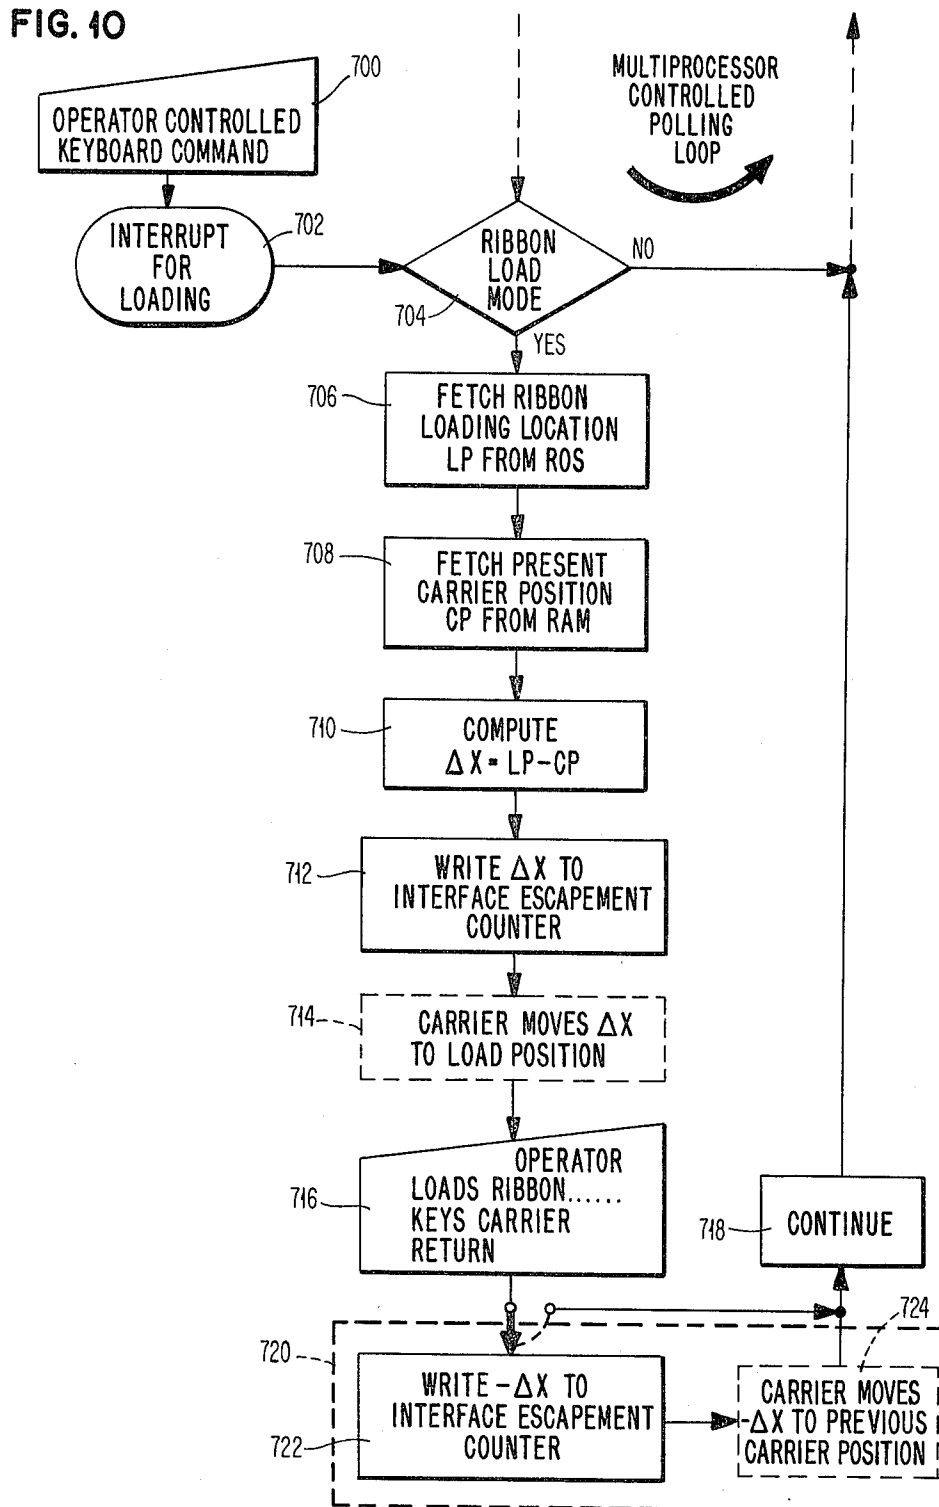 FIG. 10
700
OPERATOR CONTROLLED
KEYBOARD COMMAND
MULTIPROCESSOR
CONTROLLED
POLLING
LOOP
702
INTERRUPT
FOR
LOADING
RIBBON
LOAD
MODE
704
NO
YES
706
FETCH RIBBON
LOADING LOCATION
LP FROM ROS
708
FETCH PRESENT
CARRIER POSITION
CP FROM RAM
710
COMPUTE
ΔX = LP-CP
712
WRITE ΔX TO
INTERFACE ESCAPEMENT
COUNTER
714
CARRIER MOVES ΔX
TO LOAD POSITION
716
OPERATOR
LOADS RIBBON......
KEYS CARRIER
RETURN
718
CONTINUE
720
722
WRITE -ΔX TO
INTERFACE ESCAPEMENT
COUNTER
724
CARRIER MOVES
-ΔX TO PREVIOUS
CARRIER POSITION